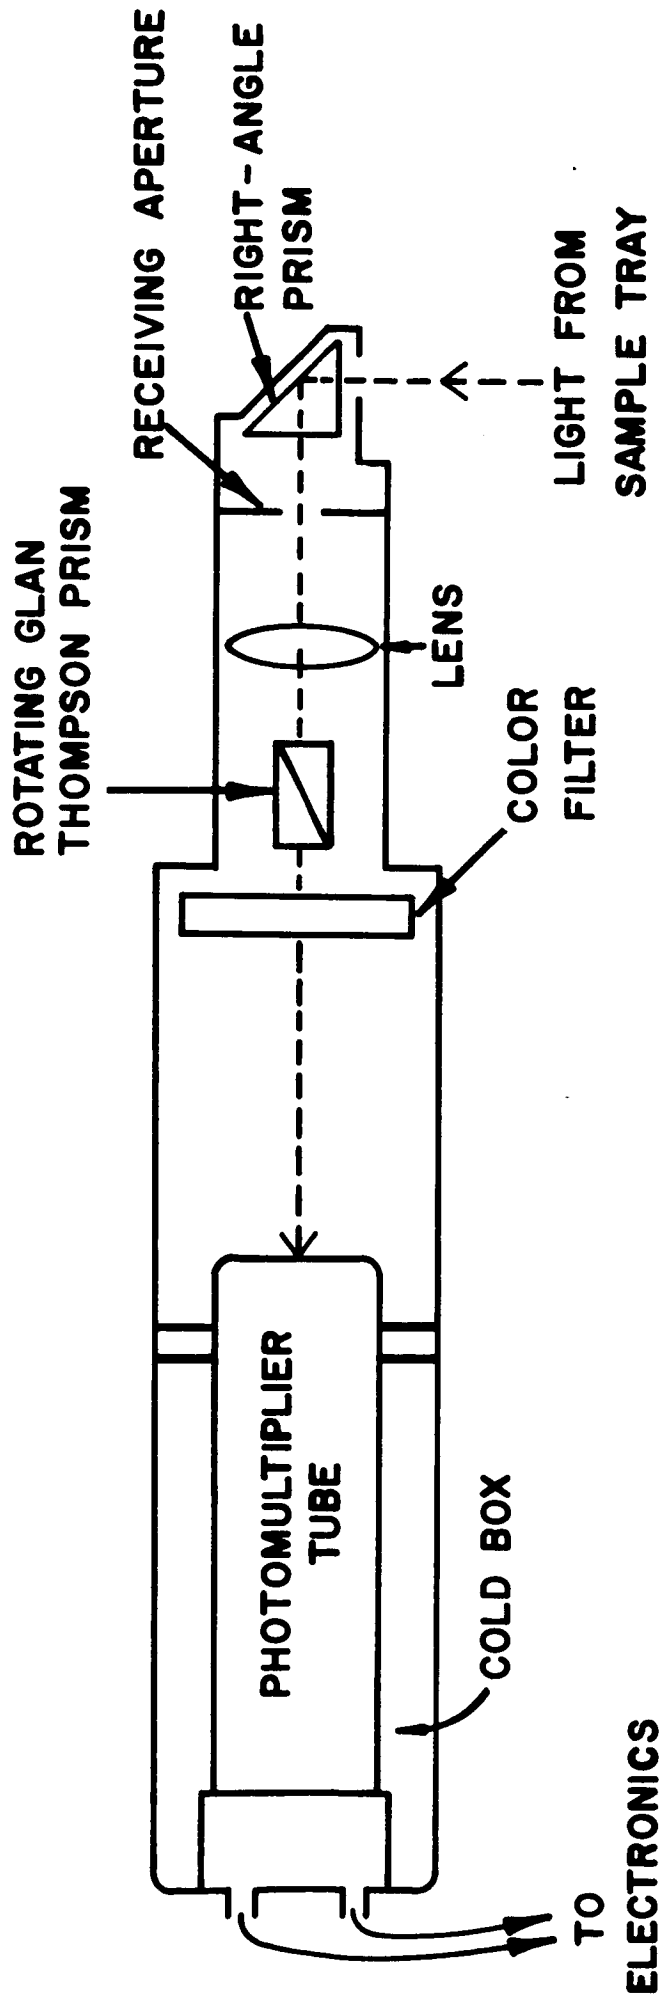 ROTATING GLAN
THOMPSON PRISM
RECEIVING APERTURE
RIGHT-ANGLE
PRISM
PHOTOMULTIPLIER
TUBE
LENS
COLOR
FILTER
COLD BOX
LIGHT FROM
SAMPLE TRAY
TO
ELECTRONICS